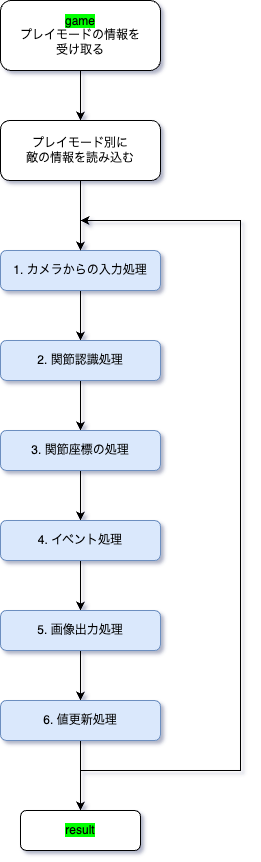 game
プレイモードの情報を
受け取る
プレイモード別に
敵の情報を読み込む
1. カメラからの入力処理
2. 関節認識処理
3. 関節座標の処理
4. イベント処理
5. 画像出力処理
6. 値更新処理
result